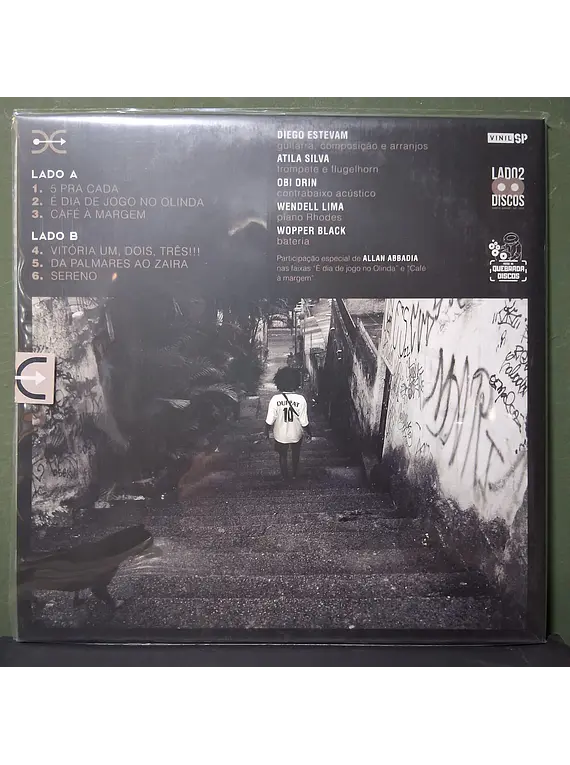 LADO A
1. 5 PRA CADA
2. É DIA DE JOGO NO OLINDA
3. CAFÉ À MARGEM
LADO B
4. VITÓRIA UM, DOIS, TRÊS!!!
5. DA PALMARES AO ZAIRA
6. SERENO
DIEGO ESTEVAM
guitarra, composição e arranjos
ATILA SILVA
trompete e flugelhorn
OBI ORIN
contrabaixo acústico
WENDELL LIMA
piano Rhodes
WOPPER BLACK
bateria
Participação especial de ALLAN ABBADIA
nas faixas "É dia de jogo no Olinda" e "Café
à margem"
VINIL SP
LADO2
DISCOS
QUEBRADA
DISCOS
10